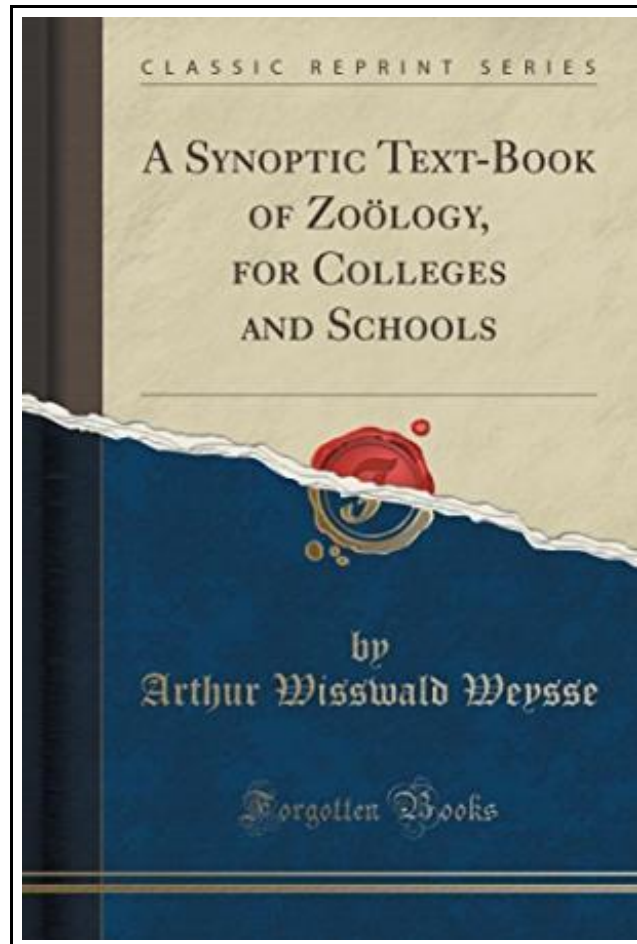 CLASSIC REPRINT SERIES
A SYNOPTIC TEXT-BOOK
OF ZOÖLOGY,
FOR COLLEGES
AND SCHOOLS
by
Arthur Wisswald Weysse
Forgotten Books